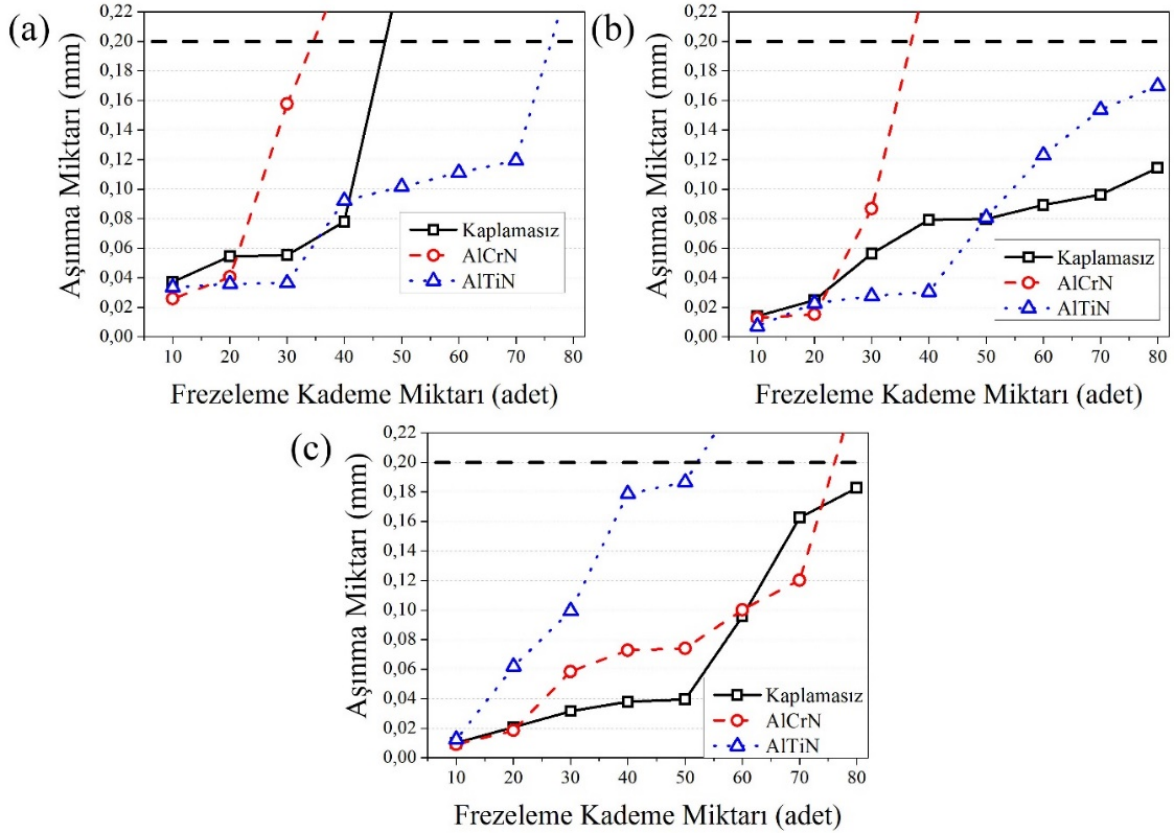 (a)
Aşınma Miktarı (mm)
0,22
0,20
0,18
0,16
0,14
0,12
0,10
0,08
0,06
0,04
0,02
0,00
Kaplamasız
AlCrN
AlTiN
10 20 30 40 50 60 70 80
Frezeleme Kademe Miktarı (adet)
(b)
Aşınma Miktarı (mm)
0,22
0,20
0,18
0,16
0,14
0,12
0,10
0,08
0,06
0,04
0,02
0,00
Kaplamasız
AlCrN
AlTiN
10 20 30 40 50 60 70 80
Frezeleme Kademe Miktarı (adet)
(c)
Aşınma Miktarı (mm)
0,22
0,20
0,18
0,16
0,14
0,12
0,10
0,08
0,06
0,04
0,02
0,00
Kaplamasız
AlCrN
AlTiN
10 20 30 40 50 60 70 80
Frezeleme Kademe Miktarı (adet)